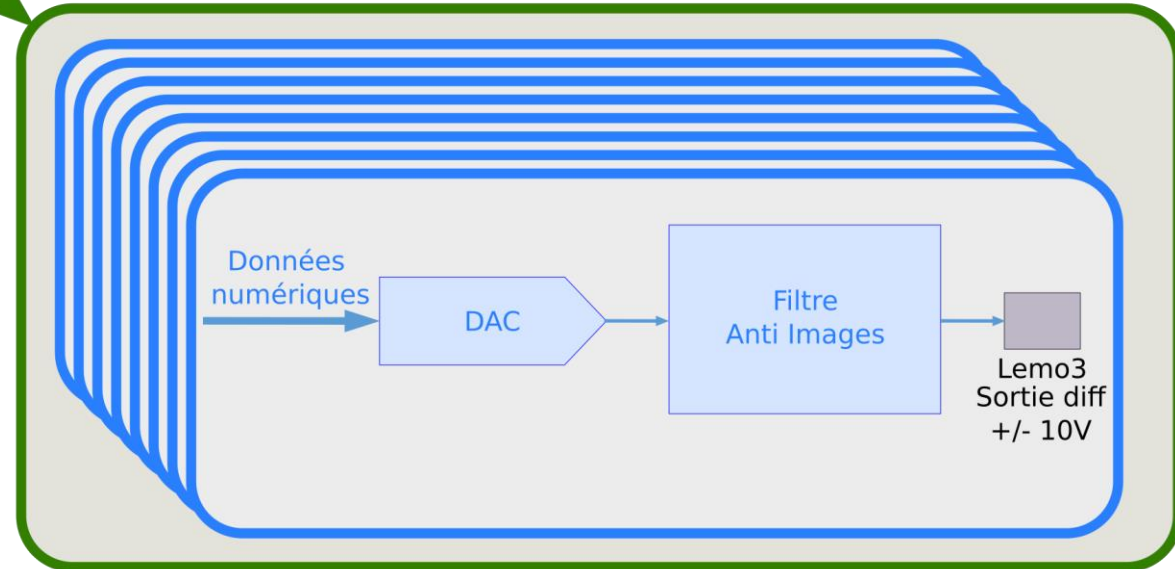 Données
numériques
DAC
Filtre
Anti Images
Lemo3
Sortie diff
+/- 10V